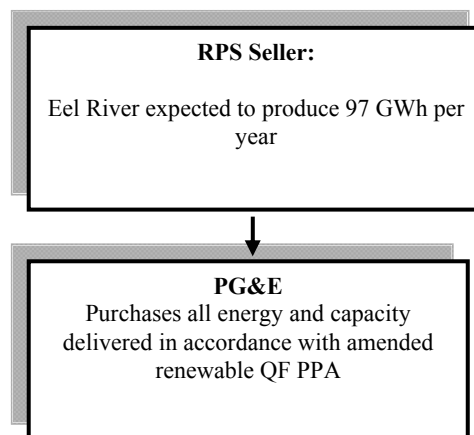 RPS Seller:
Eel River expected to produce 97 GWh per
year
PG&E
Purchases all energy and capacity
delivered in accordance with amended
renewable QF PPA